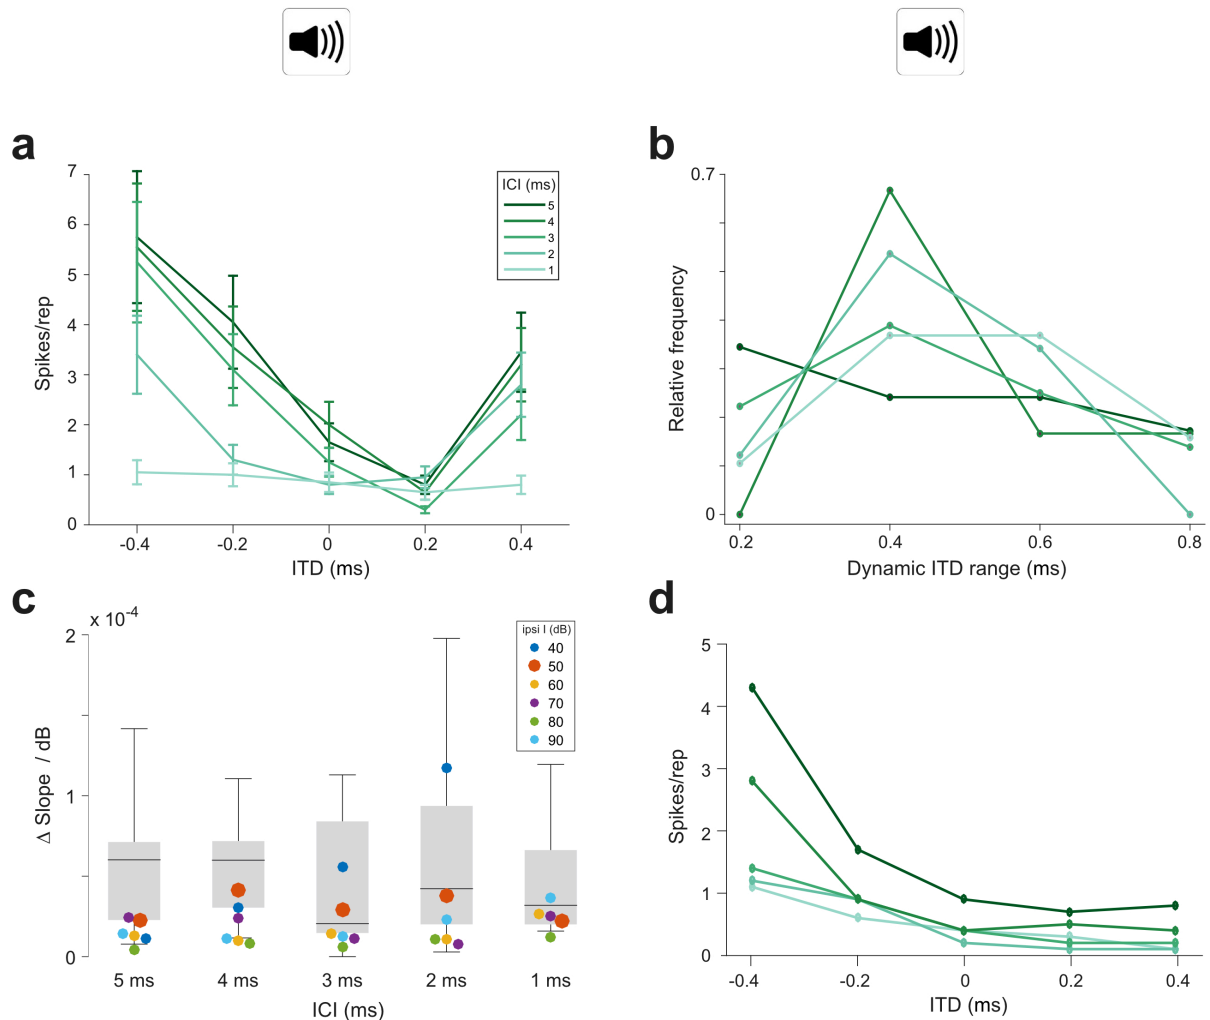 a
7
6
5
4
3
2
1
0
Spikes/rep
-0.4 -0.2 0 0.2 0.4
ITD (ms)
ICI (ms)
5
4
3
2
1
b
0.7
0
Relative frequency
0.2 0.4 0.6 0.8
Dynamic ITD range (ms)
c
x 10-4
2
1
0
Δ Slope / dB
5 ms 4 ms 3 ms 2 ms 1 ms
ICI (ms)
ipsi I (dB)
40
50
60
70
80
90
d
5
4
3
2
1
0
Spikes/rep
-0.4 -0.2 0 0.2 0.4
ITD (ms)